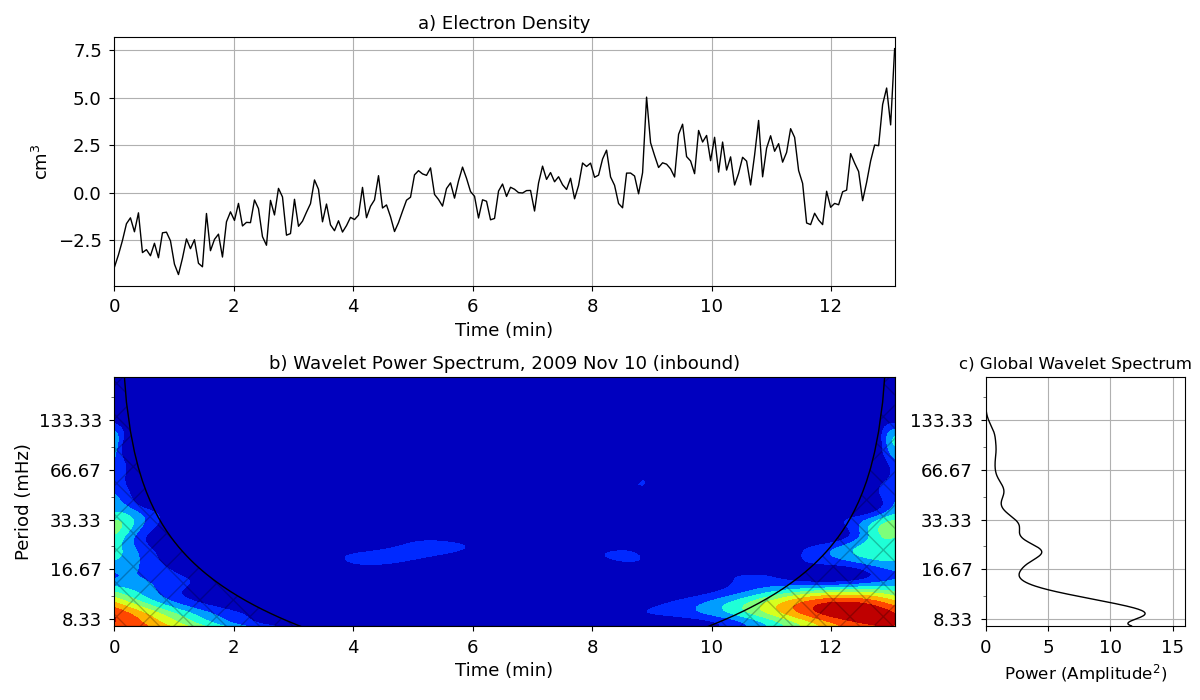 a) Electron Density
7.5
5.0
2.5
0.0
−2.5
cm³
0 2 4 6 8 10 12
Time (min)
b) Wavelet Power Spectrum, 2009 Nov 10 (inbound)
133.33
66.67
33.33
16.67
8.33
Period (mHz)
0 2 4 6 8 10 12
Time (min)
c) Global Wavelet Spectrum
133.33
66.67
33.33
16.67
8.33
0 5 10 15
Power (Amplitude²)